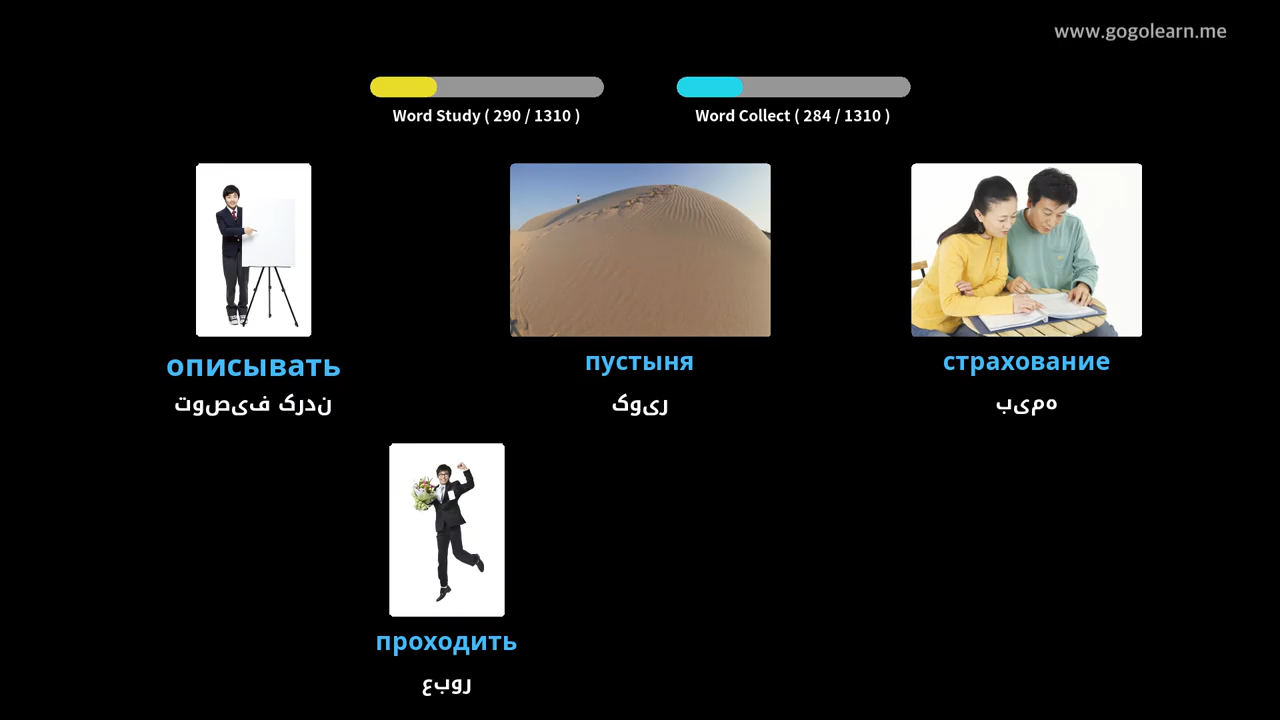 www.gogolearn.me
Word Study ( 290 / 1310 )
Word Collect ( 284 / 1310 )
описывать
توصیف کردن
пустыня
کویر
страхование
بیمه
проходить
عبور